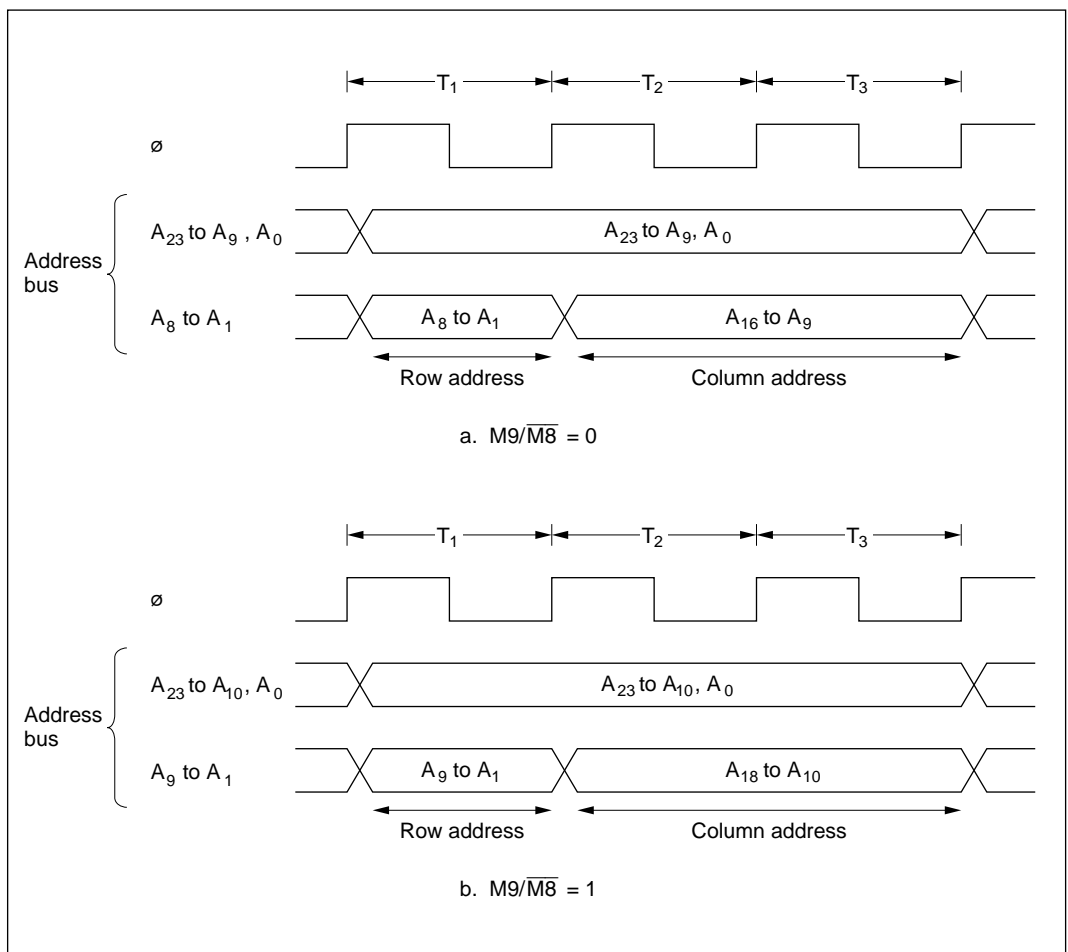 T₁ T₂ T₃
ø
Address bus
A₂₃ to A₉ , A₀
A₂₃ to A₉, A₀
A₈ to A₁
A₈ to A₁
A₁₆ to A₉
Row address
Column address
a. M9/M̅8̅ = 0
T₁ T₂ T₃
ø
Address bus
A₂₃ to A₁₀, A₀
A₂₃ to A₁₀, A₀
A₉ to A₁
A₉ to A₁
A₁₈ to A₁₀
Row address
Column address
b. M9/M̅8̅ = 1